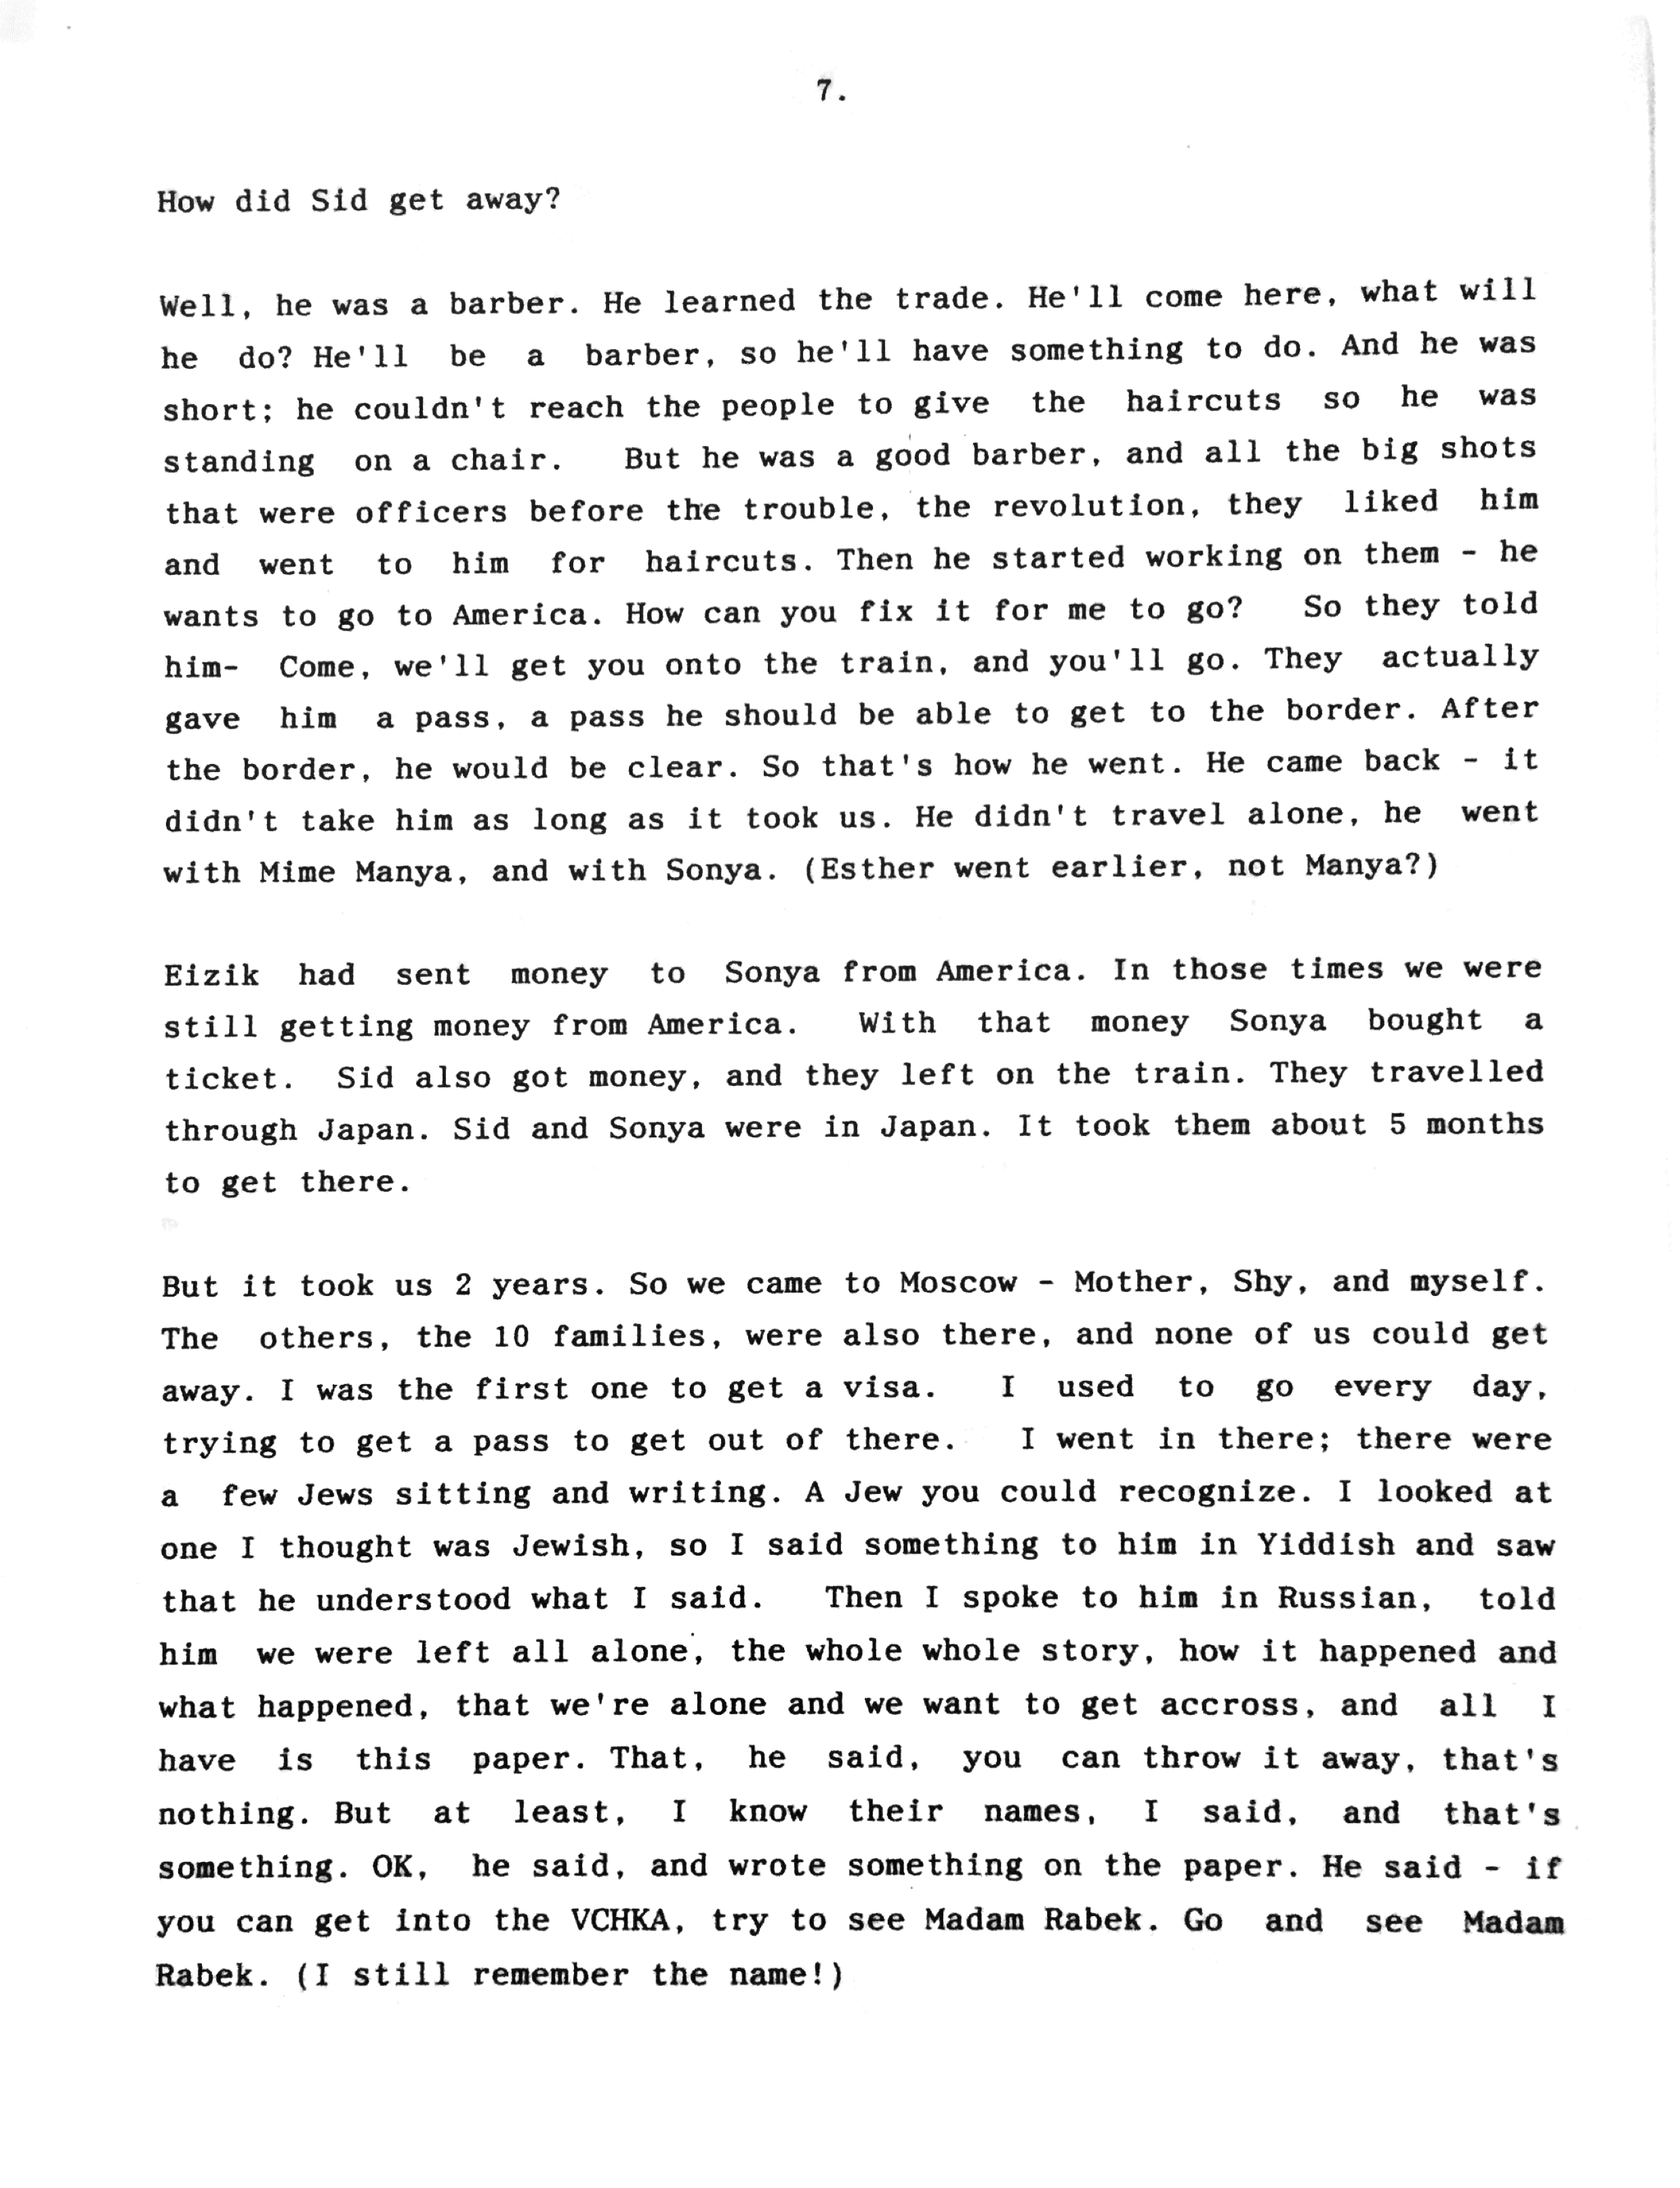 7.
How did Sid get away?
Well, he was a barber. He learned the trade. He'll come here, what will
he do? He'll be a barber, so he'll have something to do. And he was
short; he couldn't reach the people to give the haircuts so he was
standing on a chair. But he was a good barber, and all the big shots
that were officers before the trouble, the revolution, they liked him
and went to him for haircuts. Then he started working on them - he
wants to go to America. How can you fix it for me to go? So they told
him- Come, we'll get you onto the train, and you'll go. They actually
gave him a pass, a pass he should be able to get to the border. After
the border, he would be clear. So that's how he went. He came back - it
didn't take him as long as it took us. He didn't travel alone, he went
with Mime Manya, and with Sonya. (Esther went earlier, not Manya?)
Eizik had sent money to Sonya from America. In those times we were
still getting money from America. With that money Sonya bought a
ticket. Sid also got money, and they left on the train. They travelled
through Japan. Sid and Sonya were in Japan. It took them about 5 months
to get there.
But it took us 2 years. So we came to Moscow - Mother, Shy, and myself.
The others, the 10 families, were also there, and none of us could get
away. I was the first one to get a visa. I used to go every day,
trying to get a pass to get out of there. I went in there; there were
a few Jews sitting and writing. A Jew you could recognize. I looked at
one I thought was Jewish, so I said something to him in Yiddish and saw
that he understood what I said. Then I spoke to him in Russian, told
him we were left all alone, the whole whole story, how it happened and
what happened, that we're alone and we want to get accross, and all I
have is this paper. That, he said, you can throw it away, that's
nothing. But at least, I know their names, I said, and that's
something. OK, he said, and wrote something on the paper. He said - if
you can get into the VCHKA, try to see Madam Rabek. Go and see Madam
Rabek. (I still remember the name!)